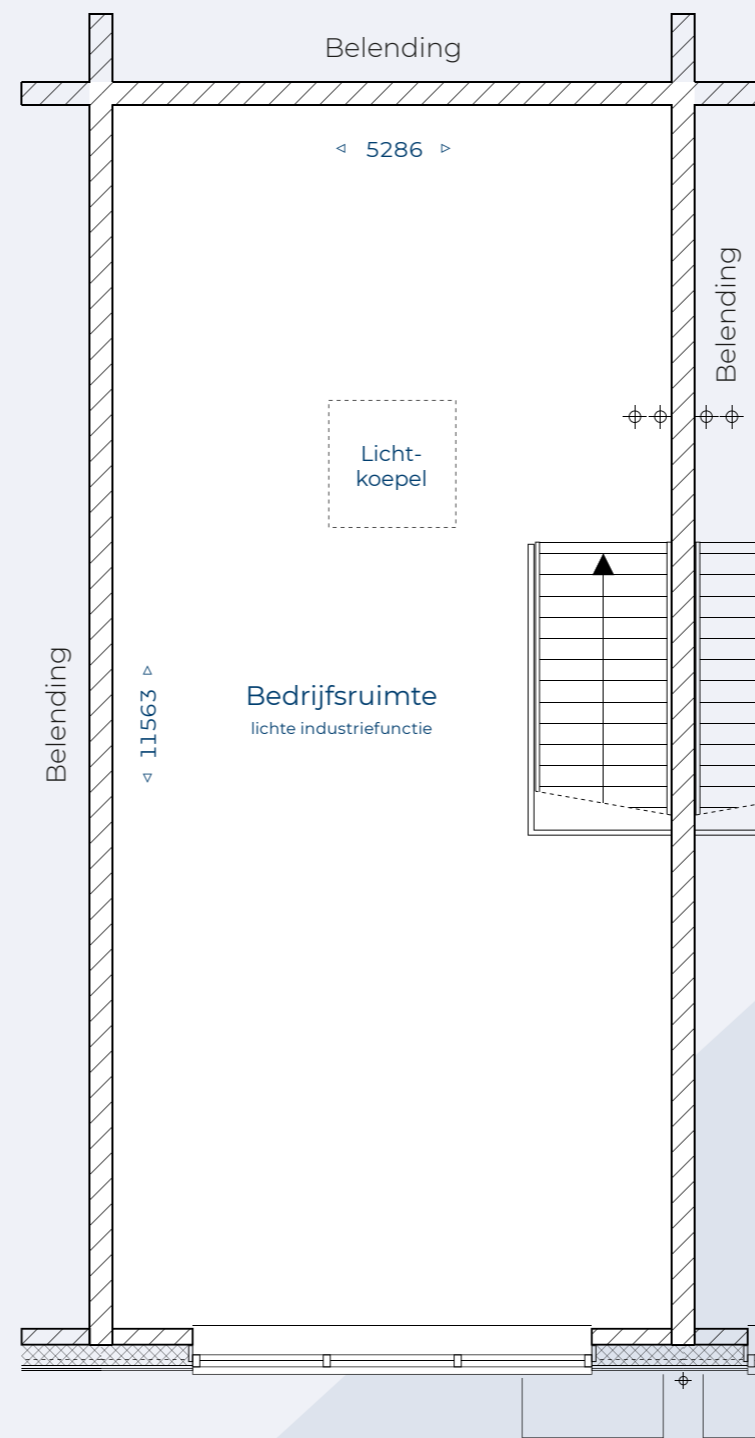 Belending
5286
Belending
Licht-
koepel
Belending
11563
Bedrijfsruimte
lichte industriefunctie